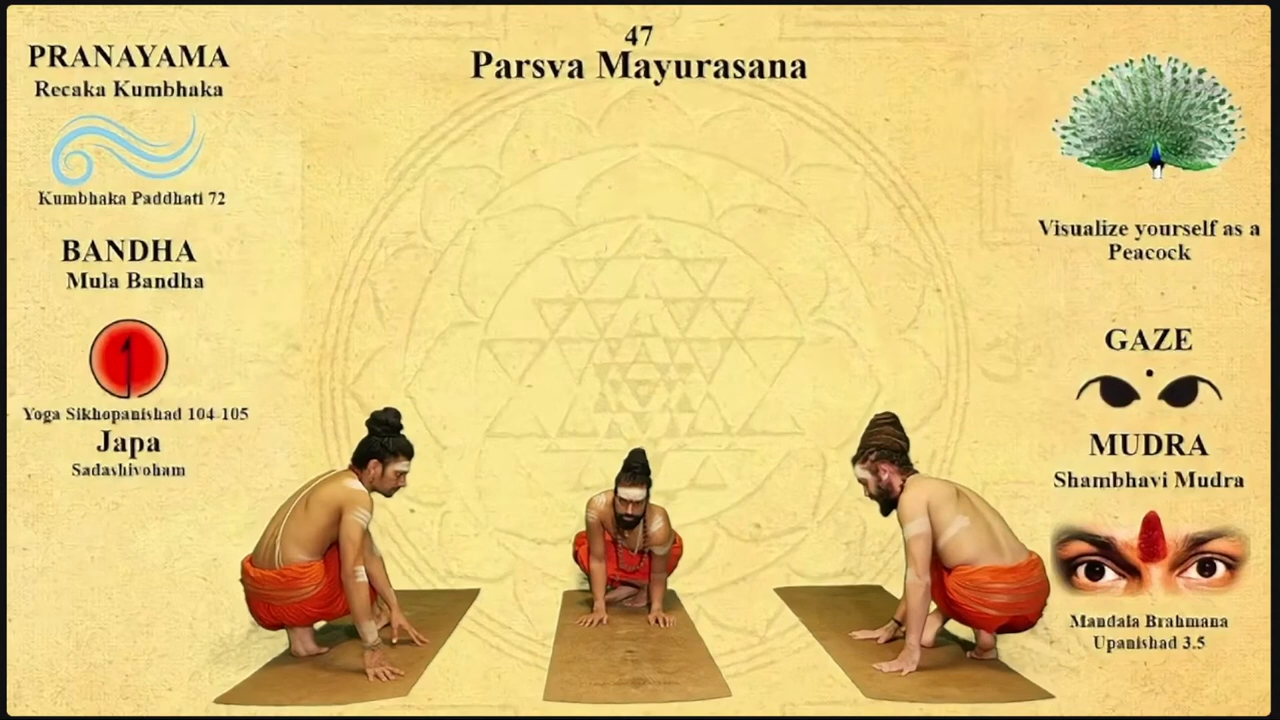 47
Parsva Mayurasana
PRANAYAMA
Recaka Kumbhaka
Kumbhaka Paddhati 72
BANDHA
Mula Bandha
Yoga Sikhopanishad 104-105
Japa
Sadashivoham
Visualize yourself as a
Peacock
GAZE
MUDRA
Shambhavi Mudra
Mandala Brahmana
Upanishad 3.5